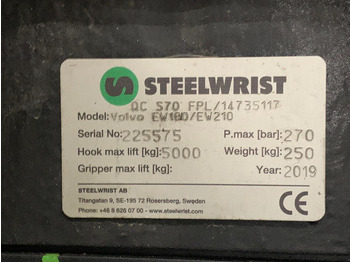 STEELWRIST
QC S70 FPL/14735117
Model: Volvo EW180/EW210
Serial No: 225575 P.max [bar]: 270
Hook max lift [kg]: 5000 Weight [kg]: 250
Gripper max lift [kg]: Year: 2019
STEELWRIST AB
Titangatan 9, SE-195 72 Rosersberg, Sweden
Phone: +46 8 626 07 00 www.steelwrist.com CE